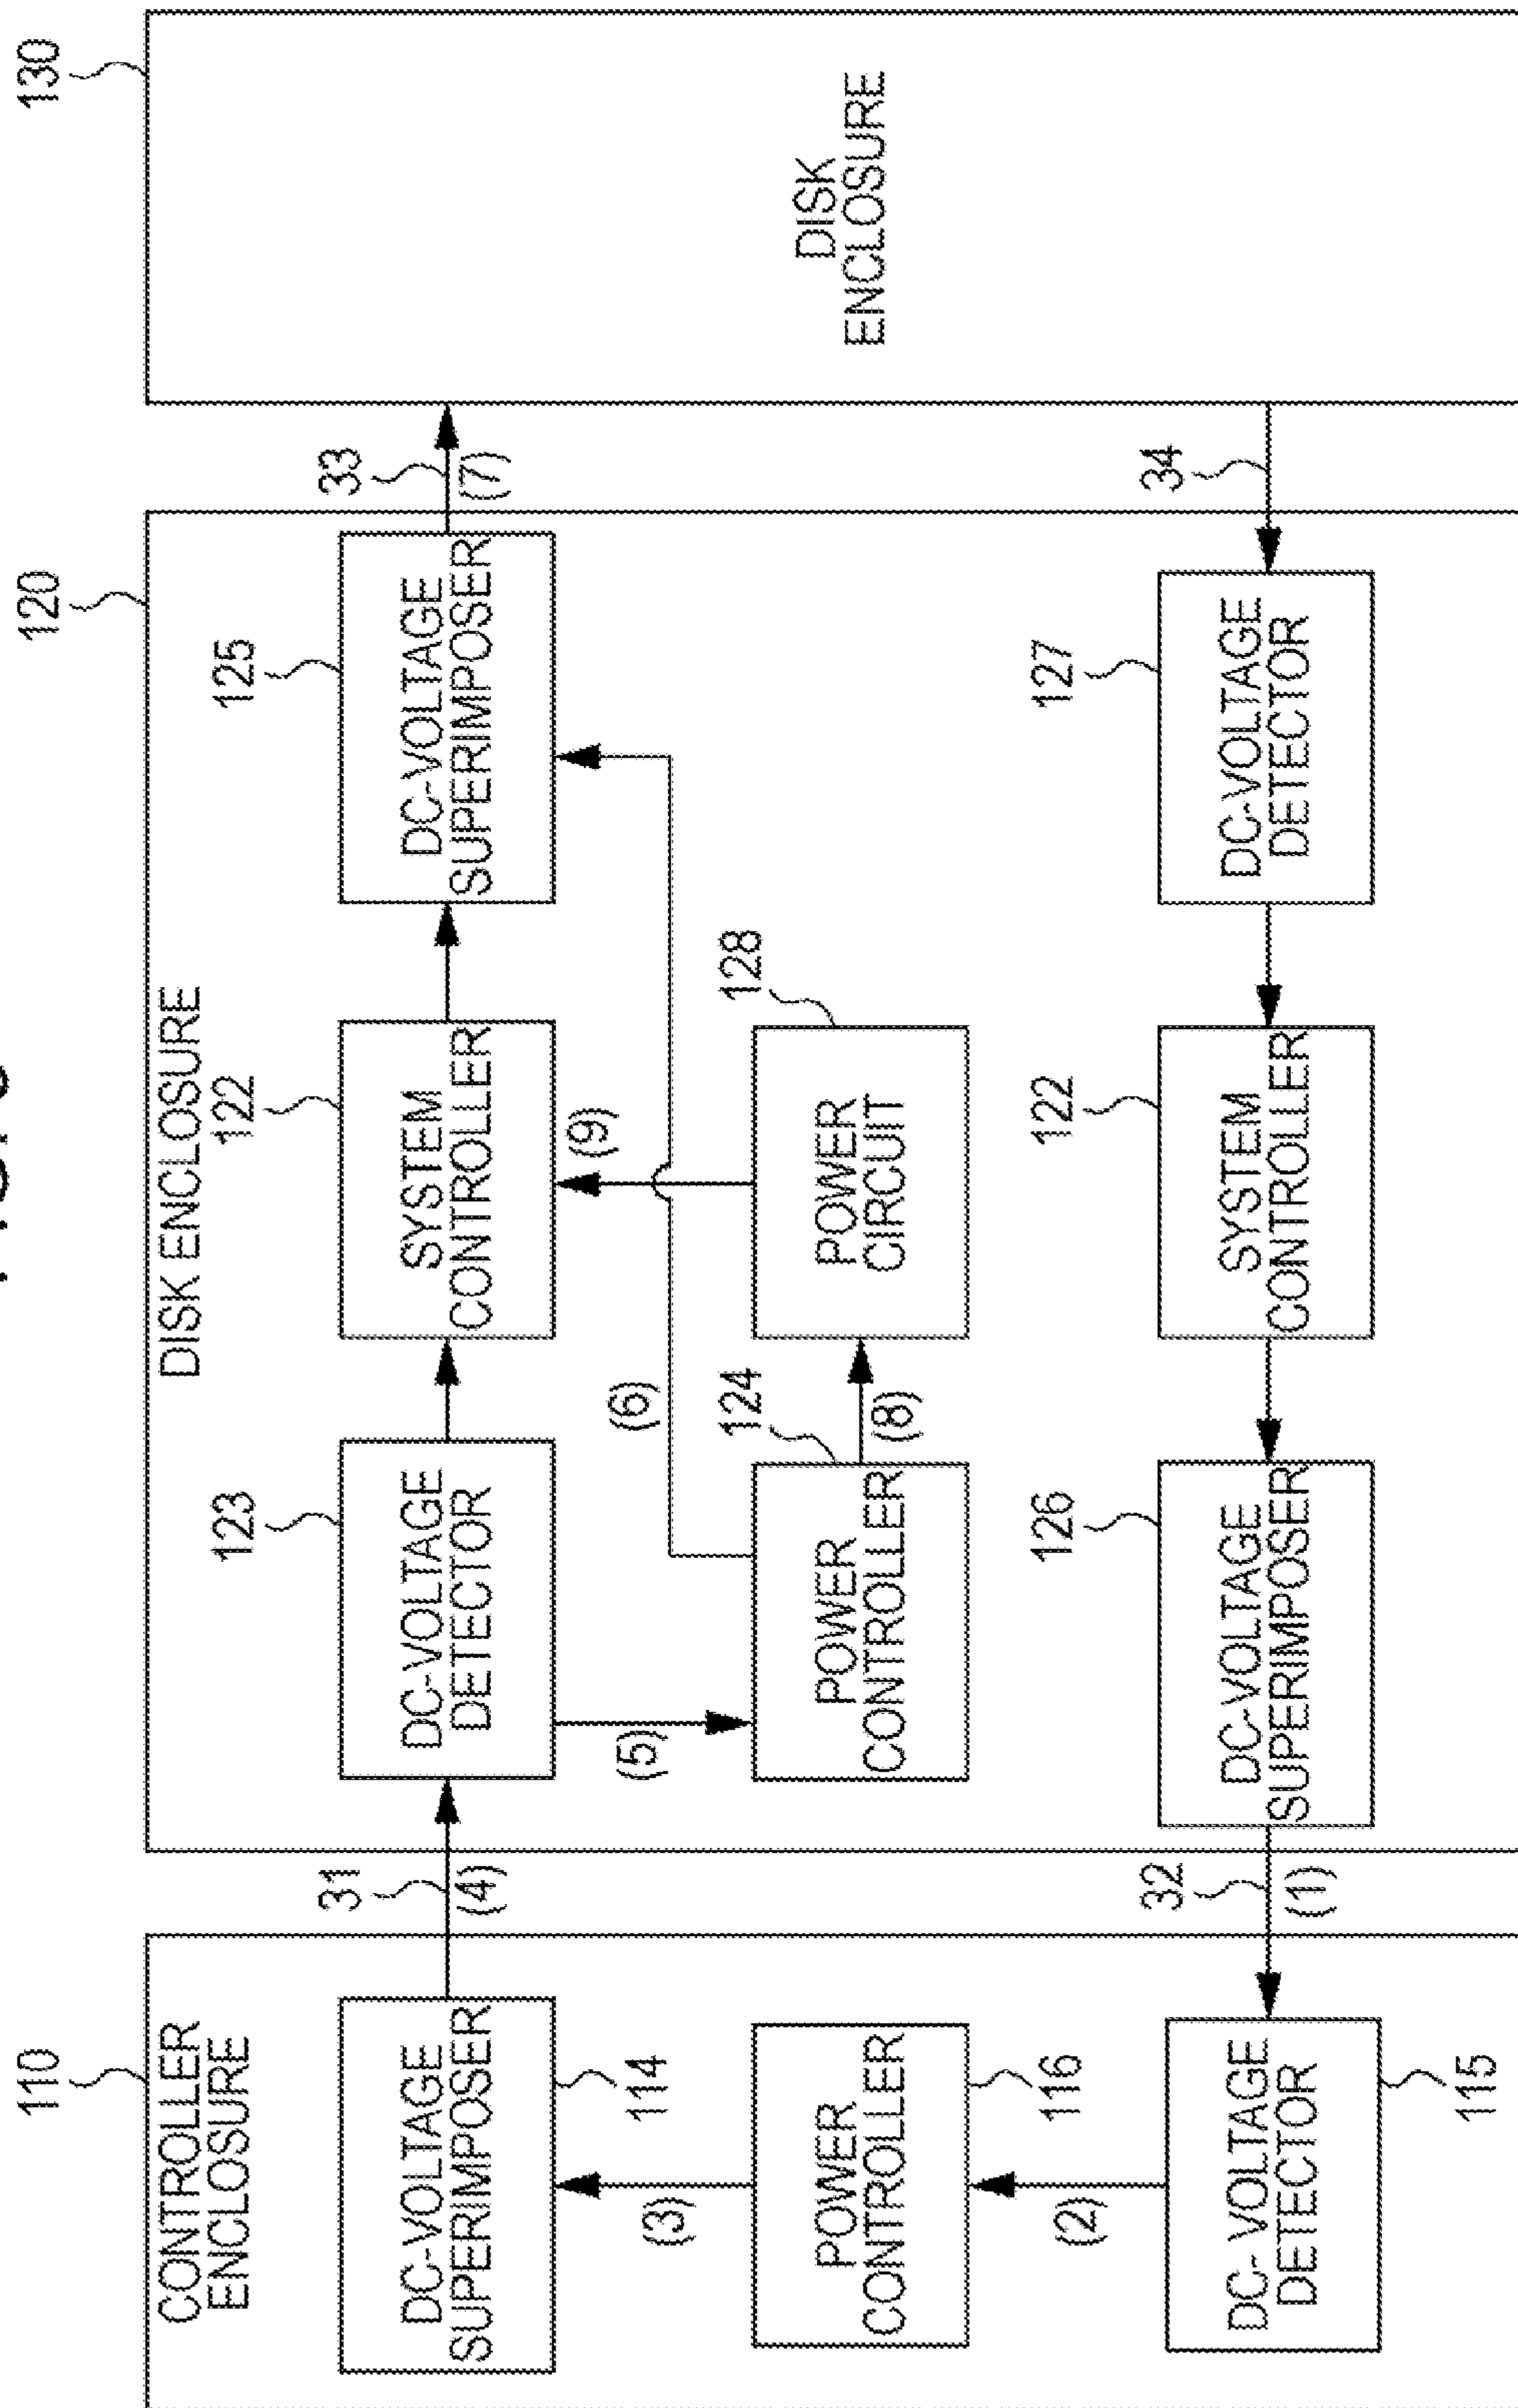 110
120
130
CONTROLLER
ENCLOSURE
DISK ENCLOSURE
DISK
ENCLOSURE
DC-VOLTAGE
SUPERIMPOSER
114
31
(4)
123
DC-VOLTAGE
DETECTOR
122
SYSTEM
CONTROLLER
125
DC-VOLTAGE
SUPERIMPOSER
33
(7)
(3)
(5)
(6)
(9)
POWER
CONTROLLER
116
POWER
CONTROLLER
124
(8)
POWER
CIRCUIT
128
(2)
DC- VOLTAGE
DETECTOR
115
32
(1)
126
DC-VOLTAGE
SUPERIMPOSER
122
SYSTEM
CONTROLLER
127
DC-VOLTAGE
DETECTOR
34